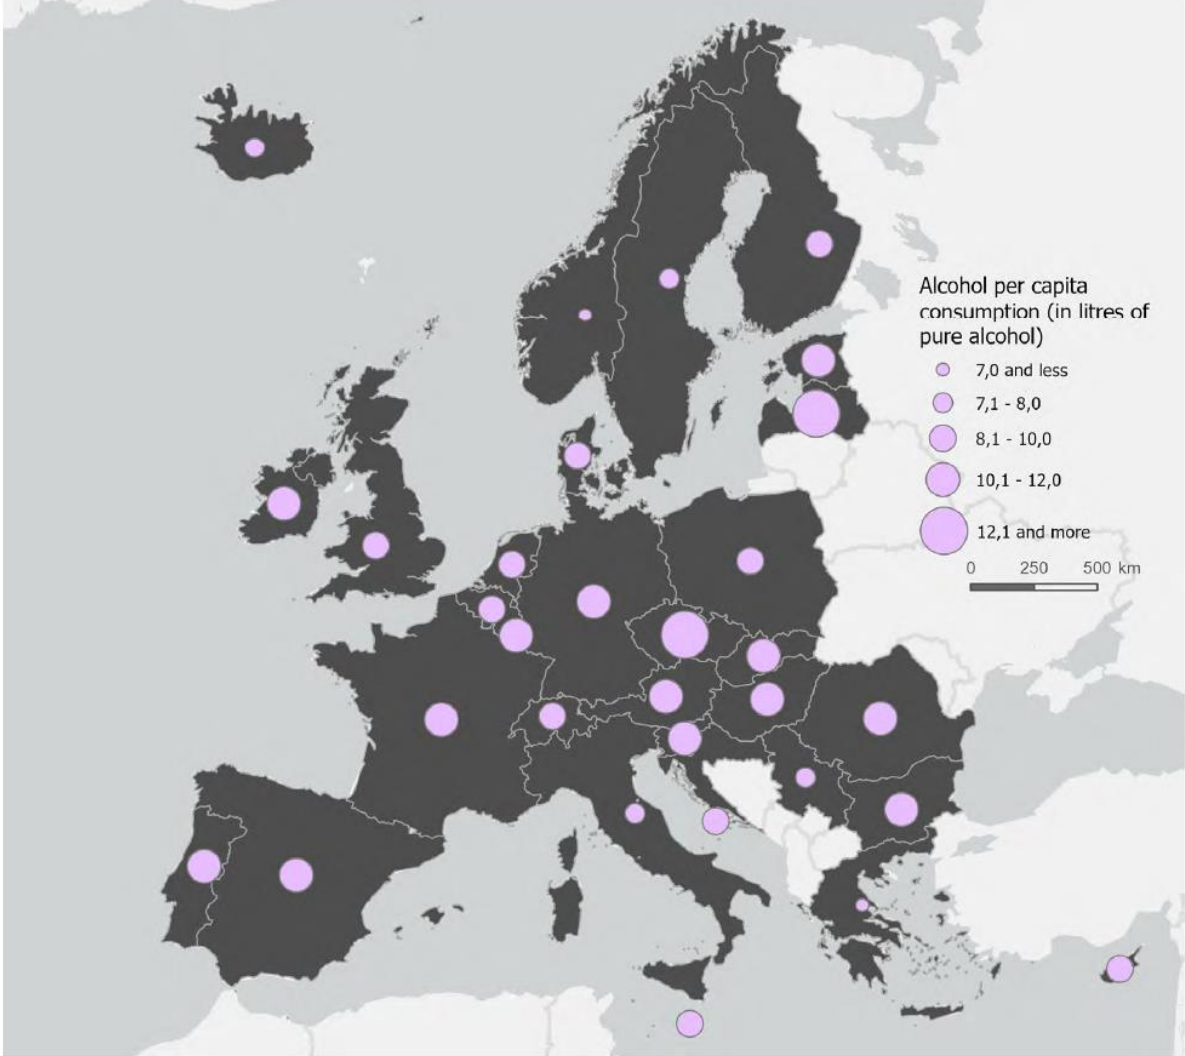 Alcohol per capita
consumption (in litres of
pure alcohol)
7,0 and less
7,1 - 8,0
8,1 - 10,0
10,1 - 12,0
12,1 and more
0 250 500 km